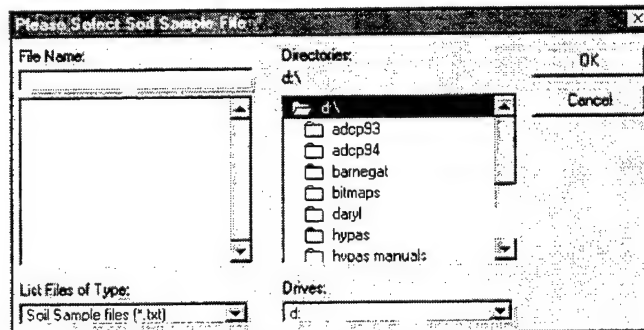 Please Select Soil Sample File
File Name:
Directories:
d:\
OK
Cancel
d:\
adcp93
adcp94
barnegat
bitmaps
daryl
hypas
hypas manuals
List Files of Type:
Soil Sample files (*.txt)
Drives:
d: